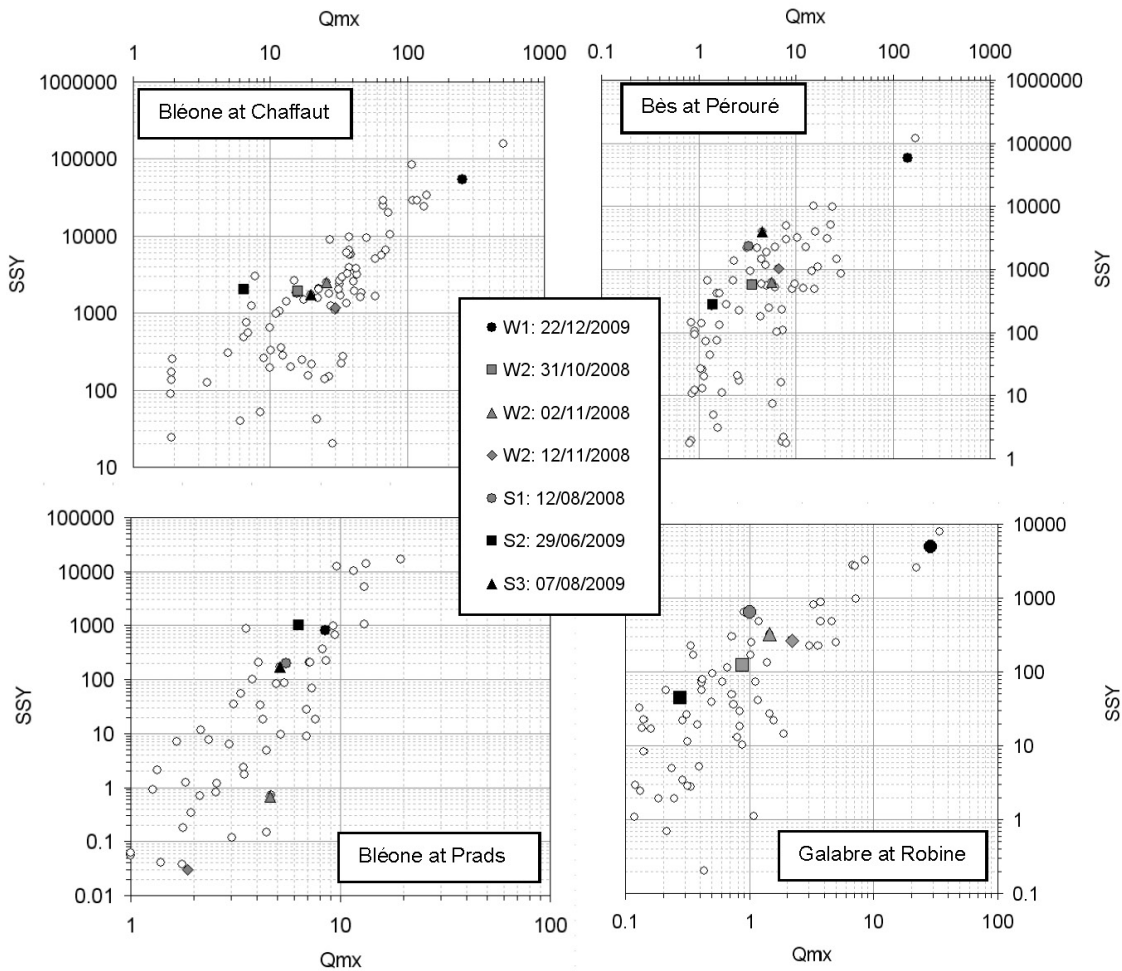 Qmx
Qmx
1 10 100 1000
0.1 1 10 100 1000
1000000
100000
10000
1000
100
10
SSY
Bléone at Chaffaut
1000000
100000
10000
1000
100
10
1
SSY
Bès at Pérouré
W1: 22/12/2009
W2: 31/10/2008
W2: 02/11/2008
W2: 12/11/2008
S1: 12/08/2008
S2: 29/06/2009
S3: 07/08/2009
100000
10000
1000
100
10
1
0.1
0.01
SSY
Bléone at Prads
1 10 100
Qmx
10000
1000
100
10
1
0.1
SSY
Galabre at Robine
0.1 1 10 100
Qmx